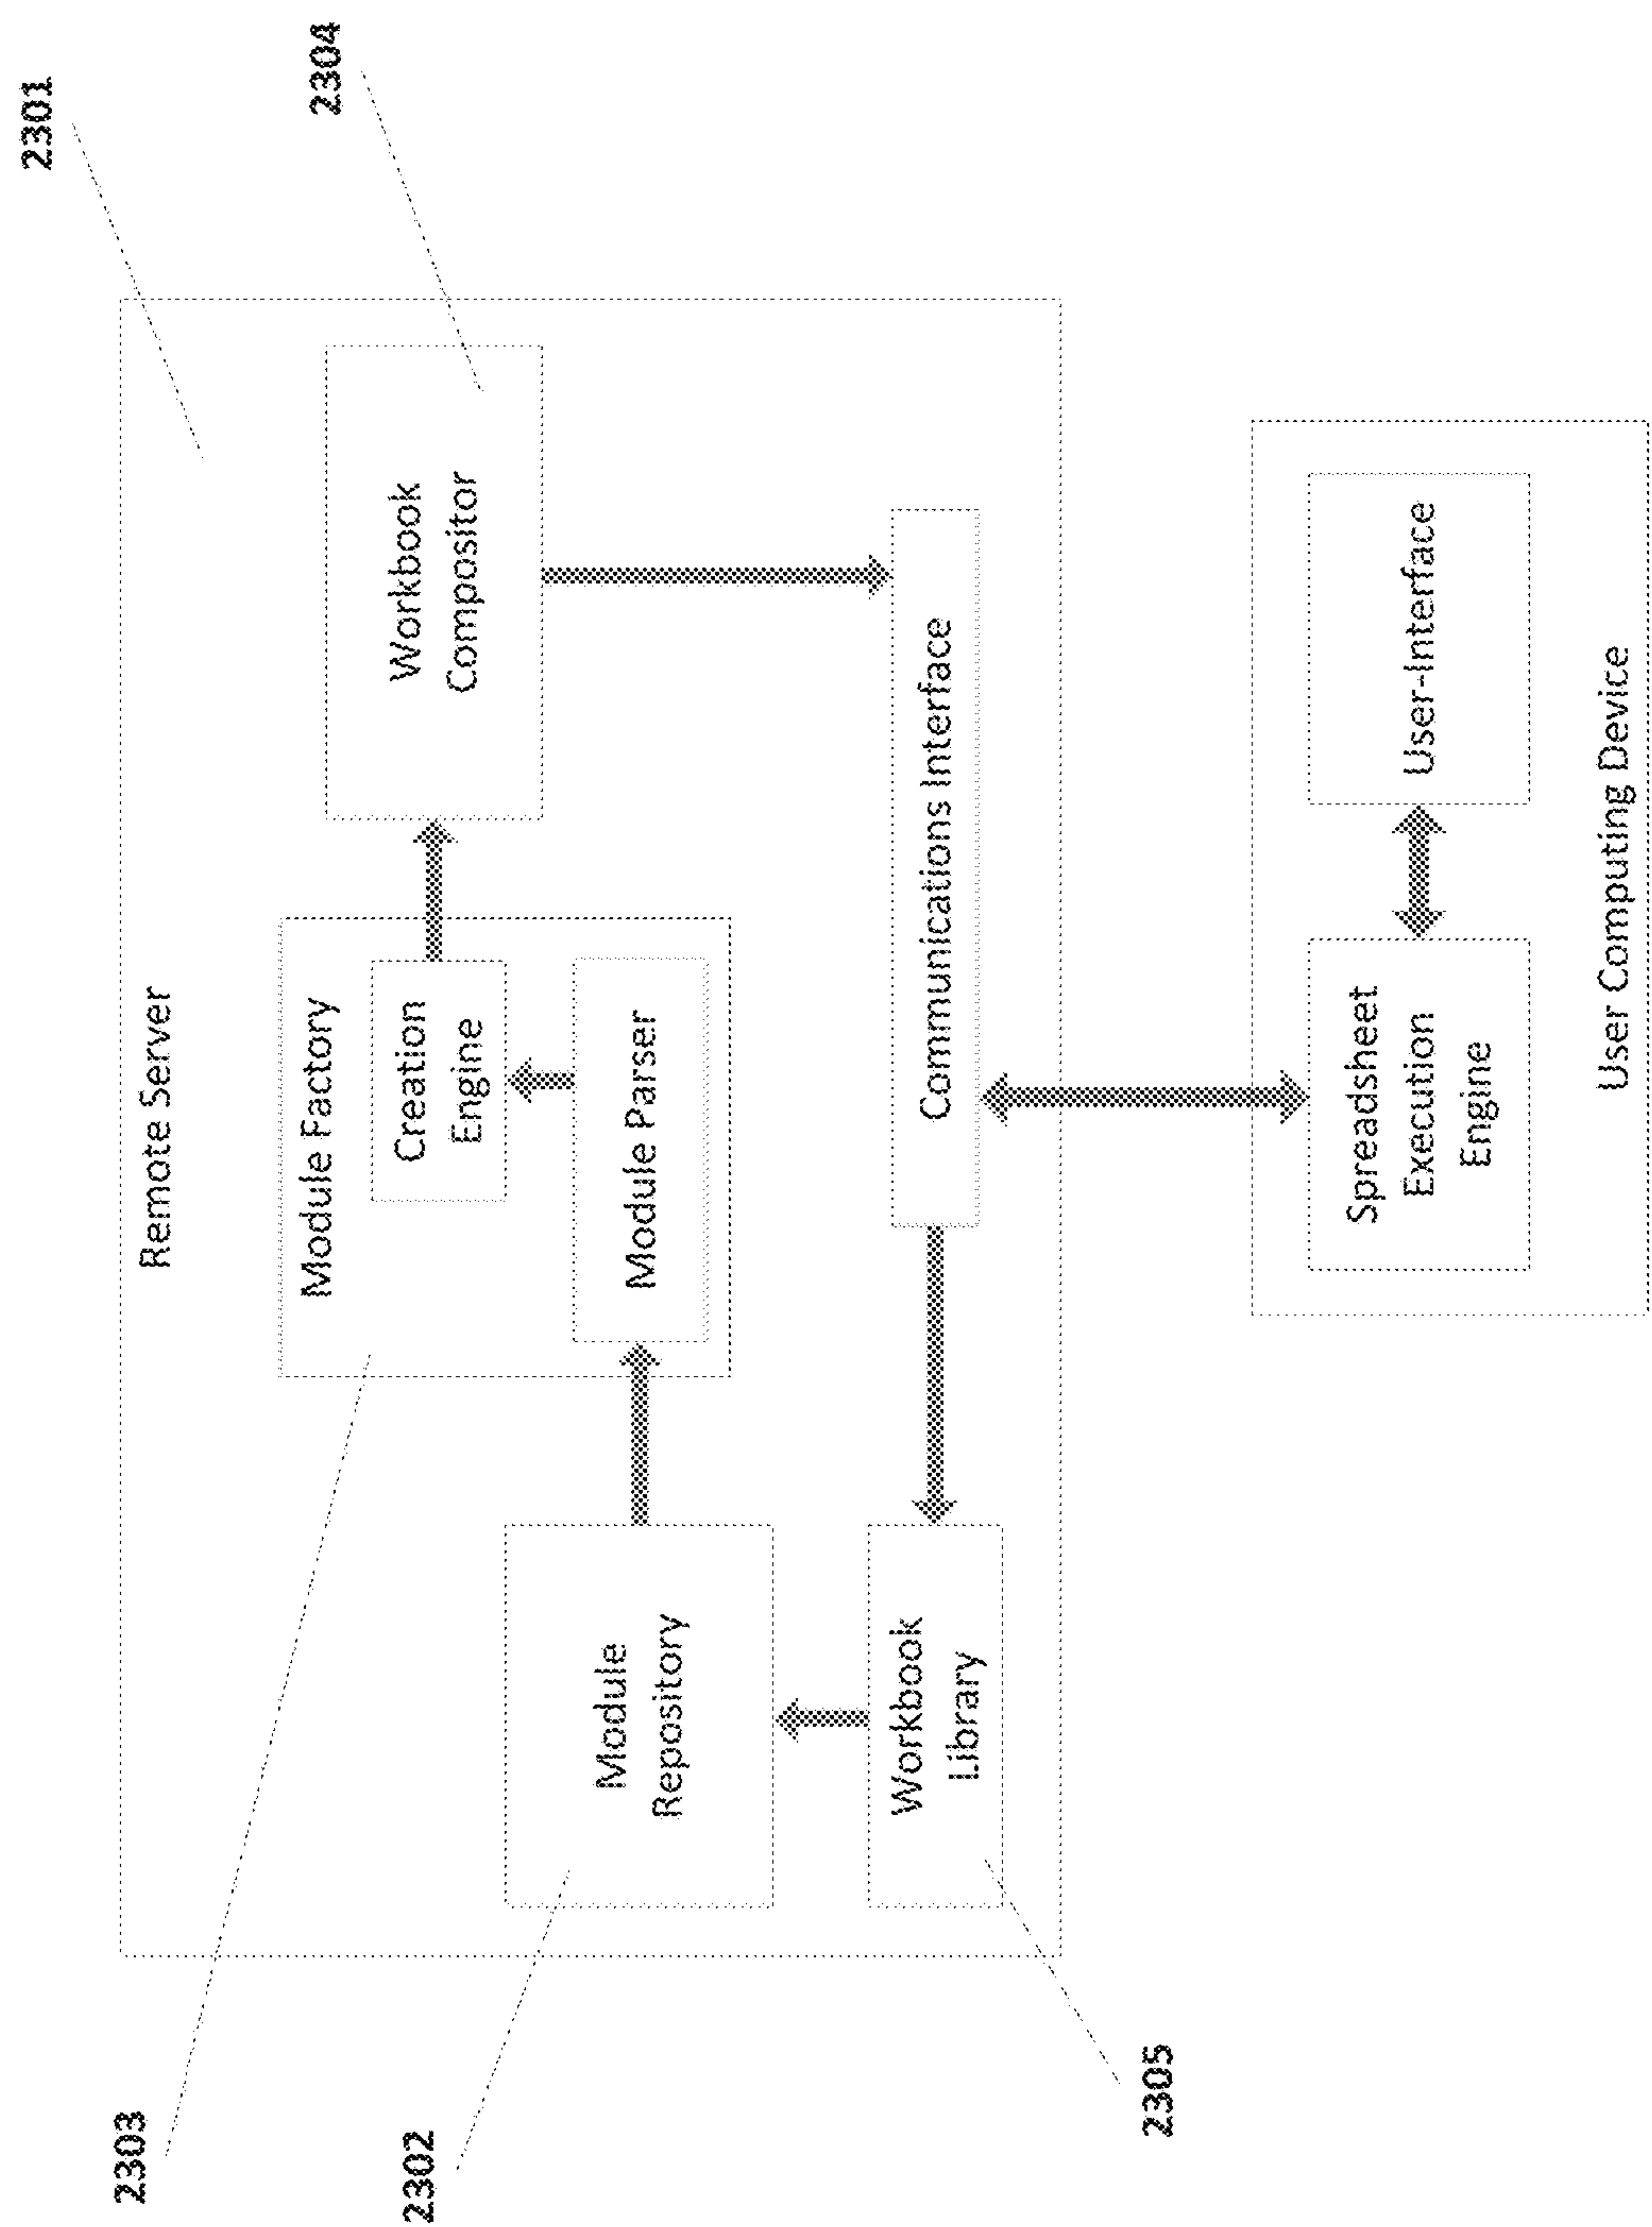 2301
2304
2303
2302
2305
Remote Server
Module Factory
Creation
Engine
Module Parser
Workbook
Compositor
Module
Repository
Workbook
Library
Communications Interface
Spreadsheet
Execution
Engine
User-Interface
User Computing Device